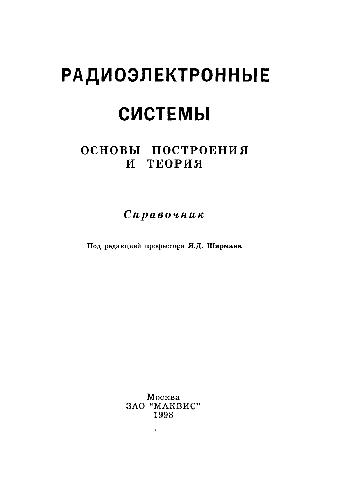 РАДИОЭЛЕКТРОННЫЕ
СИСТЕМЫ
ОСНОВЫ ПОСТРОЕНИЯ
И ТЕОРИЯ
Справочник
Под редакцией профессора Я.Д. Ширмана
Москва
ЗАО "МАКВИС"
1998